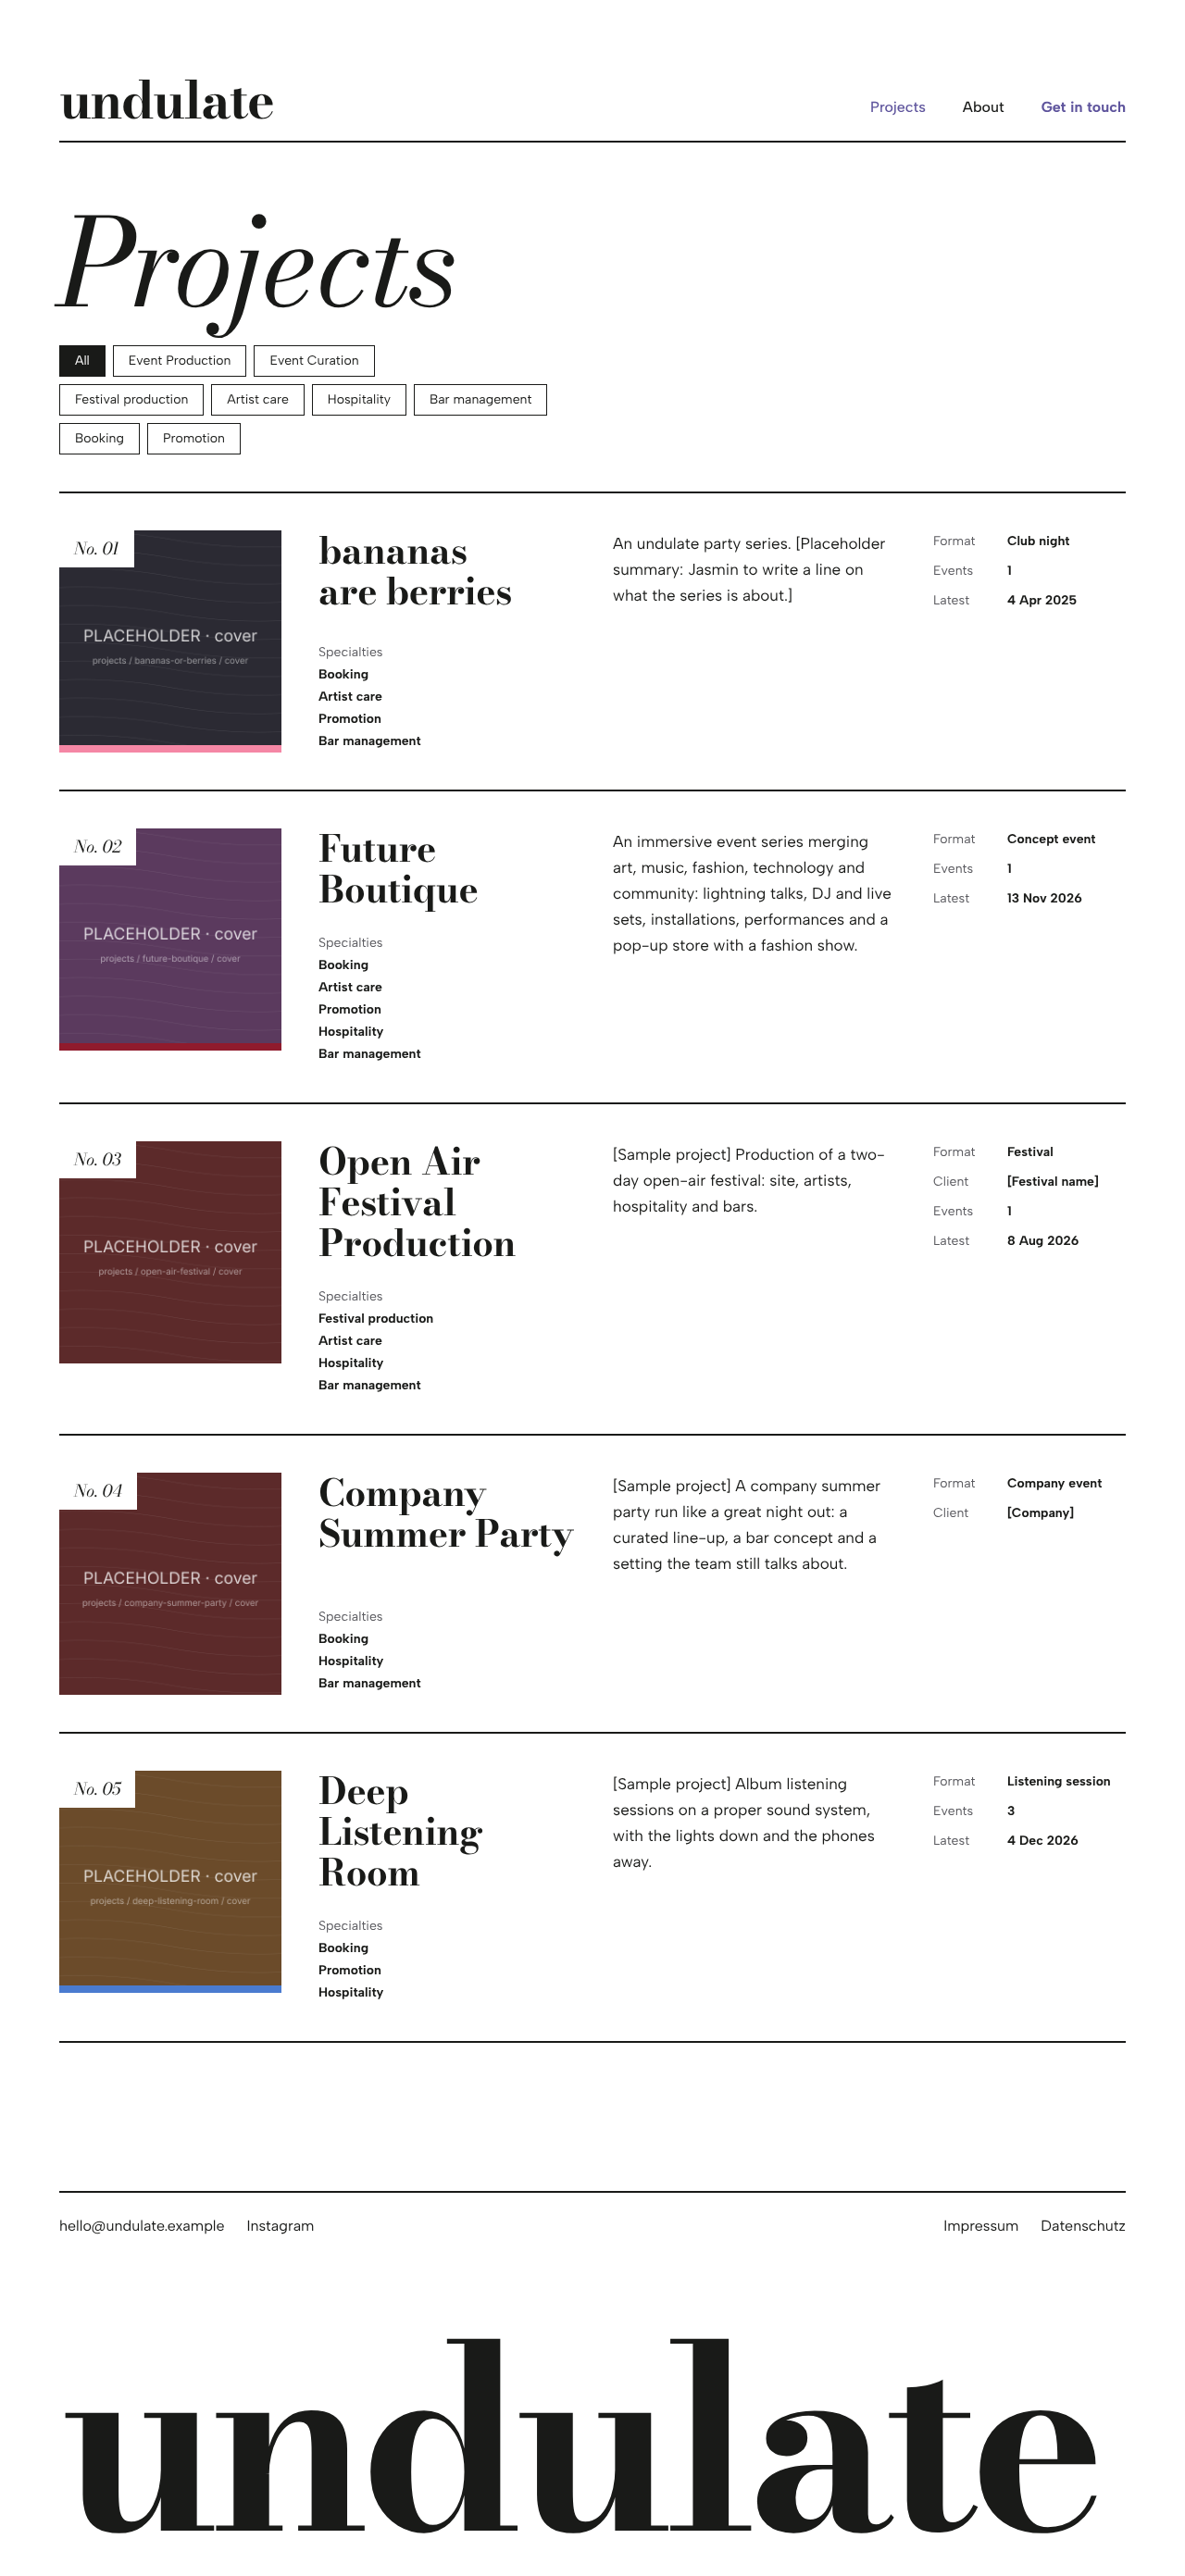 undulate
Projects About Get in touch
Projects
All Event Production Event Curation
Festival production Artist care Hospitality Bar management
Booking Promotion
No. 01
PLACEHOLDER · cover
projects / bananas-or-berries / cover
bananas
are berries
Specialties
Booking
Artist care
Promotion
Bar management
An undulate party series. [Placeholder
summary: Jasmin to write a line on
what the series is about.]
Format Club night
Events 1
Latest 4 Apr 2025
No. 02
PLACEHOLDER · cover
projects / future-boutique / cover
Future
Boutique
Specialties
Booking
Artist care
Promotion
Hospitality
Bar management
An immersive event series merging
art, music, fashion, technology and
community: lightning talks, DJ and live
sets, installations, performances and a
pop-up store with a fashion show.
Format Concept event
Events 1
Latest 13 Nov 2026
No. 03
PLACEHOLDER · cover
projects / open-air-festival / cover
Open Air
Festival
Production
Specialties
Festival production
Artist care
Hospitality
Bar management
[Sample project] Production of a two-
day open-air festival: site, artists,
hospitality and bars.
Format Festival
Client [Festival name]
Events 1
Latest 8 Aug 2026
No. 04
PLACEHOLDER · cover
projects / company-summer-party / cover
Company
Summer Party
Specialties
Booking
Hospitality
Bar management
[Sample project] A company summer
party run like a great night out: a
curated line-up, a bar concept and a
setting the team still talks about.
Format Company event
Client [Company]
No. 05
PLACEHOLDER · cover
projects / deep-listening-room / cover
Deep
Listening
Room
Specialties
Booking
Promotion
Hospitality
[Sample project] Album listening
sessions on a proper sound system,
with the lights down and the phones
away.
Format Listening session
Events 3
Latest 4 Dec 2026
hello@undulate.example Instagram Impressum Datenschutz
undulate